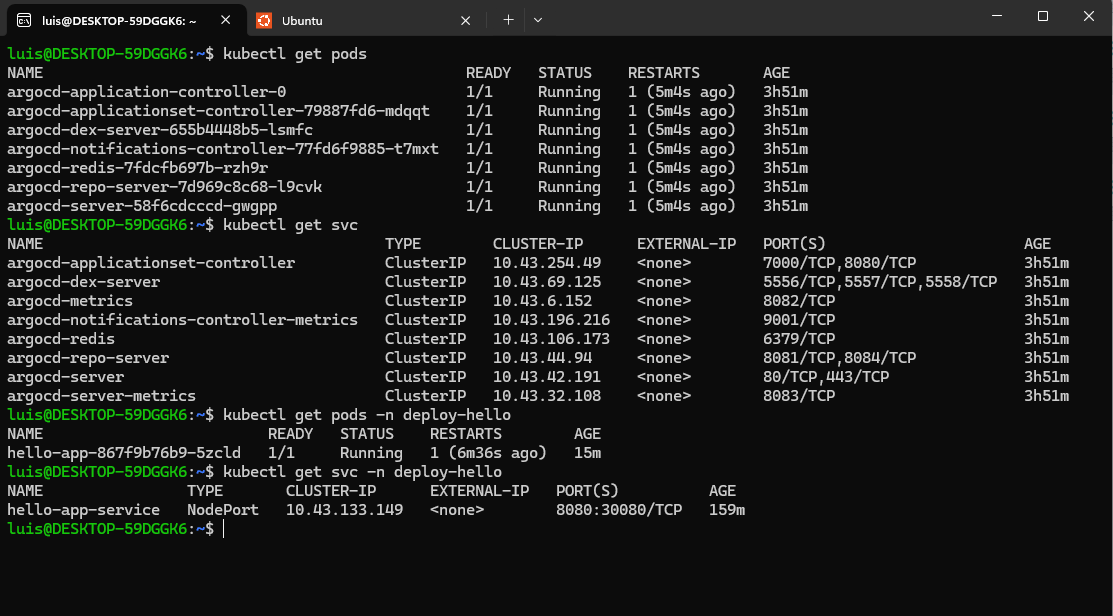 luis@DESKTOP-59DGGK6: ~
Ubuntu
luis@DESKTOP-59DGGK6:~$ kubectl get pods
NAME READY STATUS RESTARTS AGE
argocd-application-controller-0 1/1 Running 1 (5m4s ago) 3h51m
argocd-applicationset-controller-79887fd6-mdqqt 1/1 Running 1 (5m4s ago) 3h51m
argocd-dex-server-655b4448b5-lsmfc 1/1 Running 1 (5m4s ago) 3h51m
argocd-notifications-controller-77fd6f9885-t7mxt 1/1 Running 1 (5m4s ago) 3h51m
argocd-redis-7fdcfb697b-rzh9r 1/1 Running 1 (5m4s ago) 3h51m
argocd-repo-server-7d969c8c68-l9cvk 1/1 Running 1 (5m4s ago) 3h51m
argocd-server-58f6cdcccd-gwgpp 1/1 Running 1 (5m4s ago) 3h51m
luis@DESKTOP-59DGGK6:~$ kubectl get svc
NAME TYPE CLUSTER-IP EXTERNAL-IP PORT(S) AGE
argocd-applicationset-controller ClusterIP 10.43.254.49 <none> 7000/TCP,8080/TCP 3h51m
argocd-dex-server ClusterIP 10.43.69.125 <none> 5556/TCP,5557/TCP,5558/TCP 3h51m
argocd-metrics ClusterIP 10.43.6.152 <none> 8082/TCP 3h51m
argocd-notifications-controller-metrics ClusterIP 10.43.196.216 <none> 9001/TCP 3h51m
argocd-redis ClusterIP 10.43.106.173 <none> 6379/TCP 3h51m
argocd-repo-server ClusterIP 10.43.44.94 <none> 8081/TCP,8084/TCP 3h51m
argocd-server ClusterIP 10.43.42.191 <none> 80/TCP,443/TCP 3h51m
argocd-server-metrics ClusterIP 10.43.32.108 <none> 8083/TCP 3h51m
luis@DESKTOP-59DGGK6:~$ kubectl get pods -n deploy-hello
NAME READY STATUS RESTARTS AGE
hello-app-867f9b76b9-5zcld 1/1 Running 1 (6m36s ago) 15m
luis@DESKTOP-59DGGK6:~$ kubectl get svc -n deploy-hello
NAME TYPE CLUSTER-IP EXTERNAL-IP PORT(S) AGE
hello-app-service NodePort 10.43.133.149 <none> 8080:30080/TCP 159m
luis@DESKTOP-59DGGK6:~$